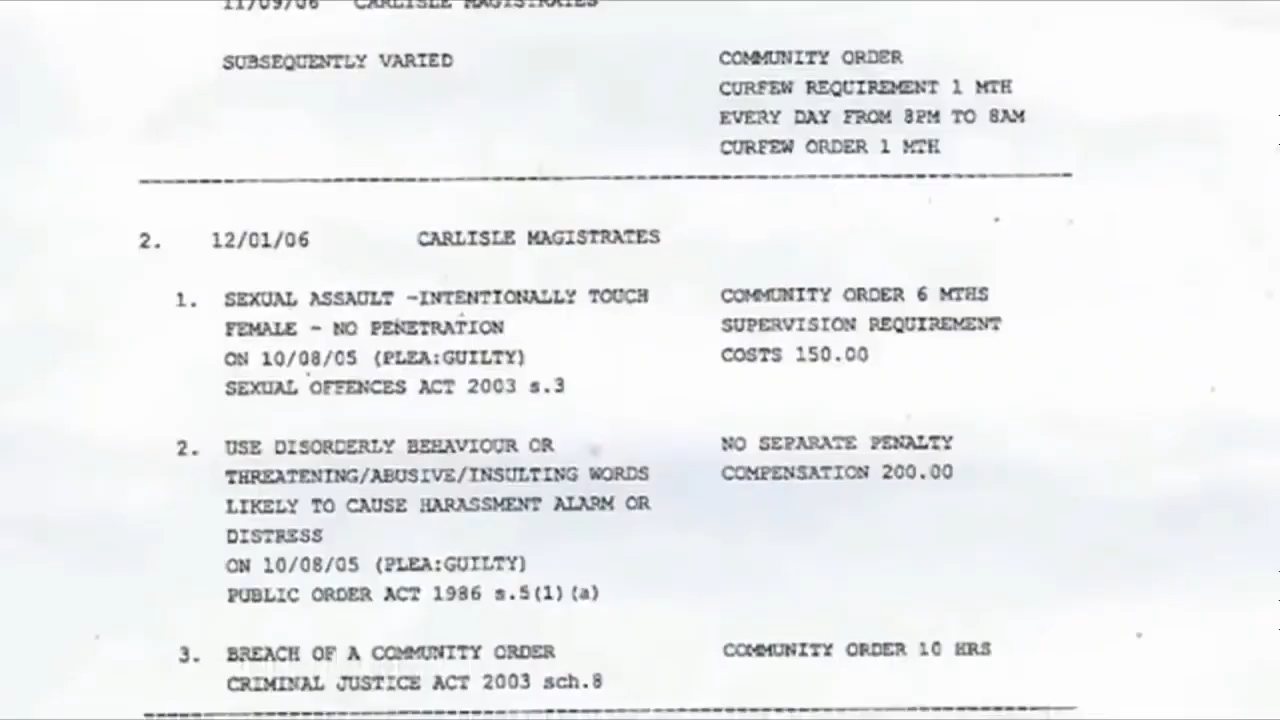 11/09/06 CARLISLE MAGISTRATES
SUBSEQUENTLY VARIED COMMUNITY ORDER
CURFEW REQUIREMENT 1 MTH
EVERY DAY FROM 8PM TO 8AM
CURFEW ORDER 1 MTH
2. 12/01/06 CARLISLE MAGISTRATES
1. SEXUAL ASSAULT -INTENTIONALLY TOUCH COMMUNITY ORDER 6 MTHS
FEMALE - NO PENETRATION SUPERVISION REQUIREMENT
ON 10/08/05 (PLEA:GUILTY) COSTS 150.00
SEXUAL OFFENCES ACT 2003 s.3
2. USE DISORDERLY BEHAVIOUR OR NO SEPARATE PENALTY
THREATENING/ABUSIVE/INSULTING WORDS COMPENSATION 200.00
LIKELY TO CAUSE HARASSMENT ALARM OR
DISTRESS
ON 10/08/05 (PLEA:GUILTY)
PUBLIC ORDER ACT 1986 s.5(1)(a)
3. BREACH OF A COMMUNITY ORDER COMMUNITY ORDER 10 HRS
CRIMINAL JUSTICE ACT 2003 sch.8